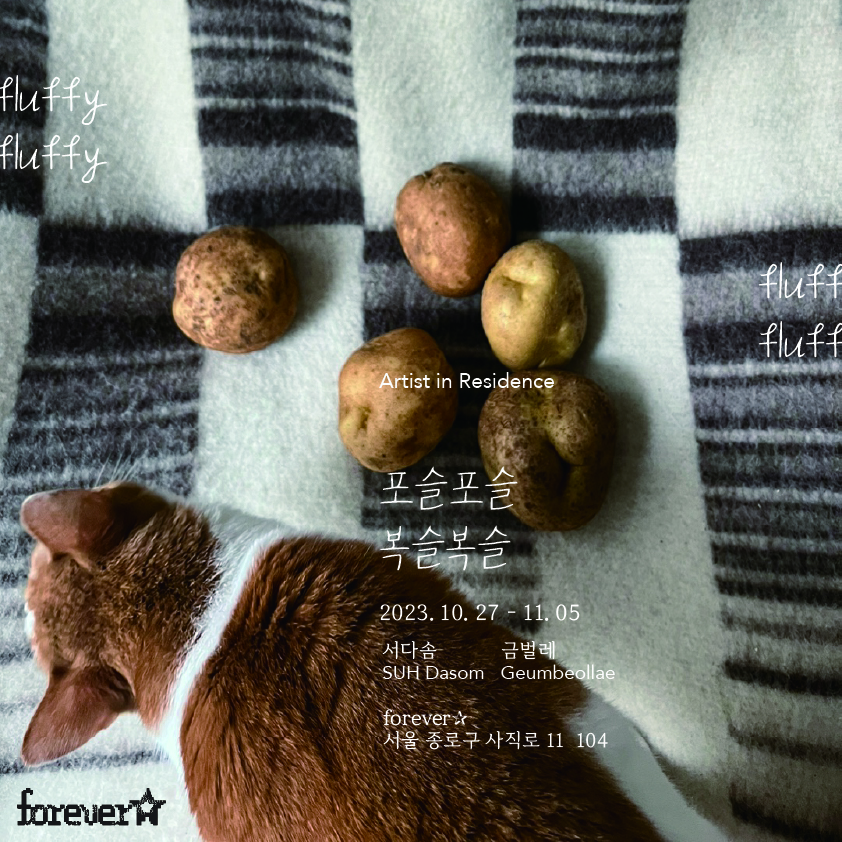 fluffy
fluffy
fluff
fluff
Artist in Residence
포슬포슬
복슬복슬
2023. 10. 27 - 11. 05
서다솜 금벌레
SUH Dasom Geumbeollae
forever☆
서울 종로구 사직로 11 104
forever☆